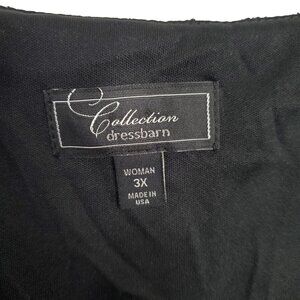 Collection
dressbarn
WOMAN
3X
MADE IN
USA